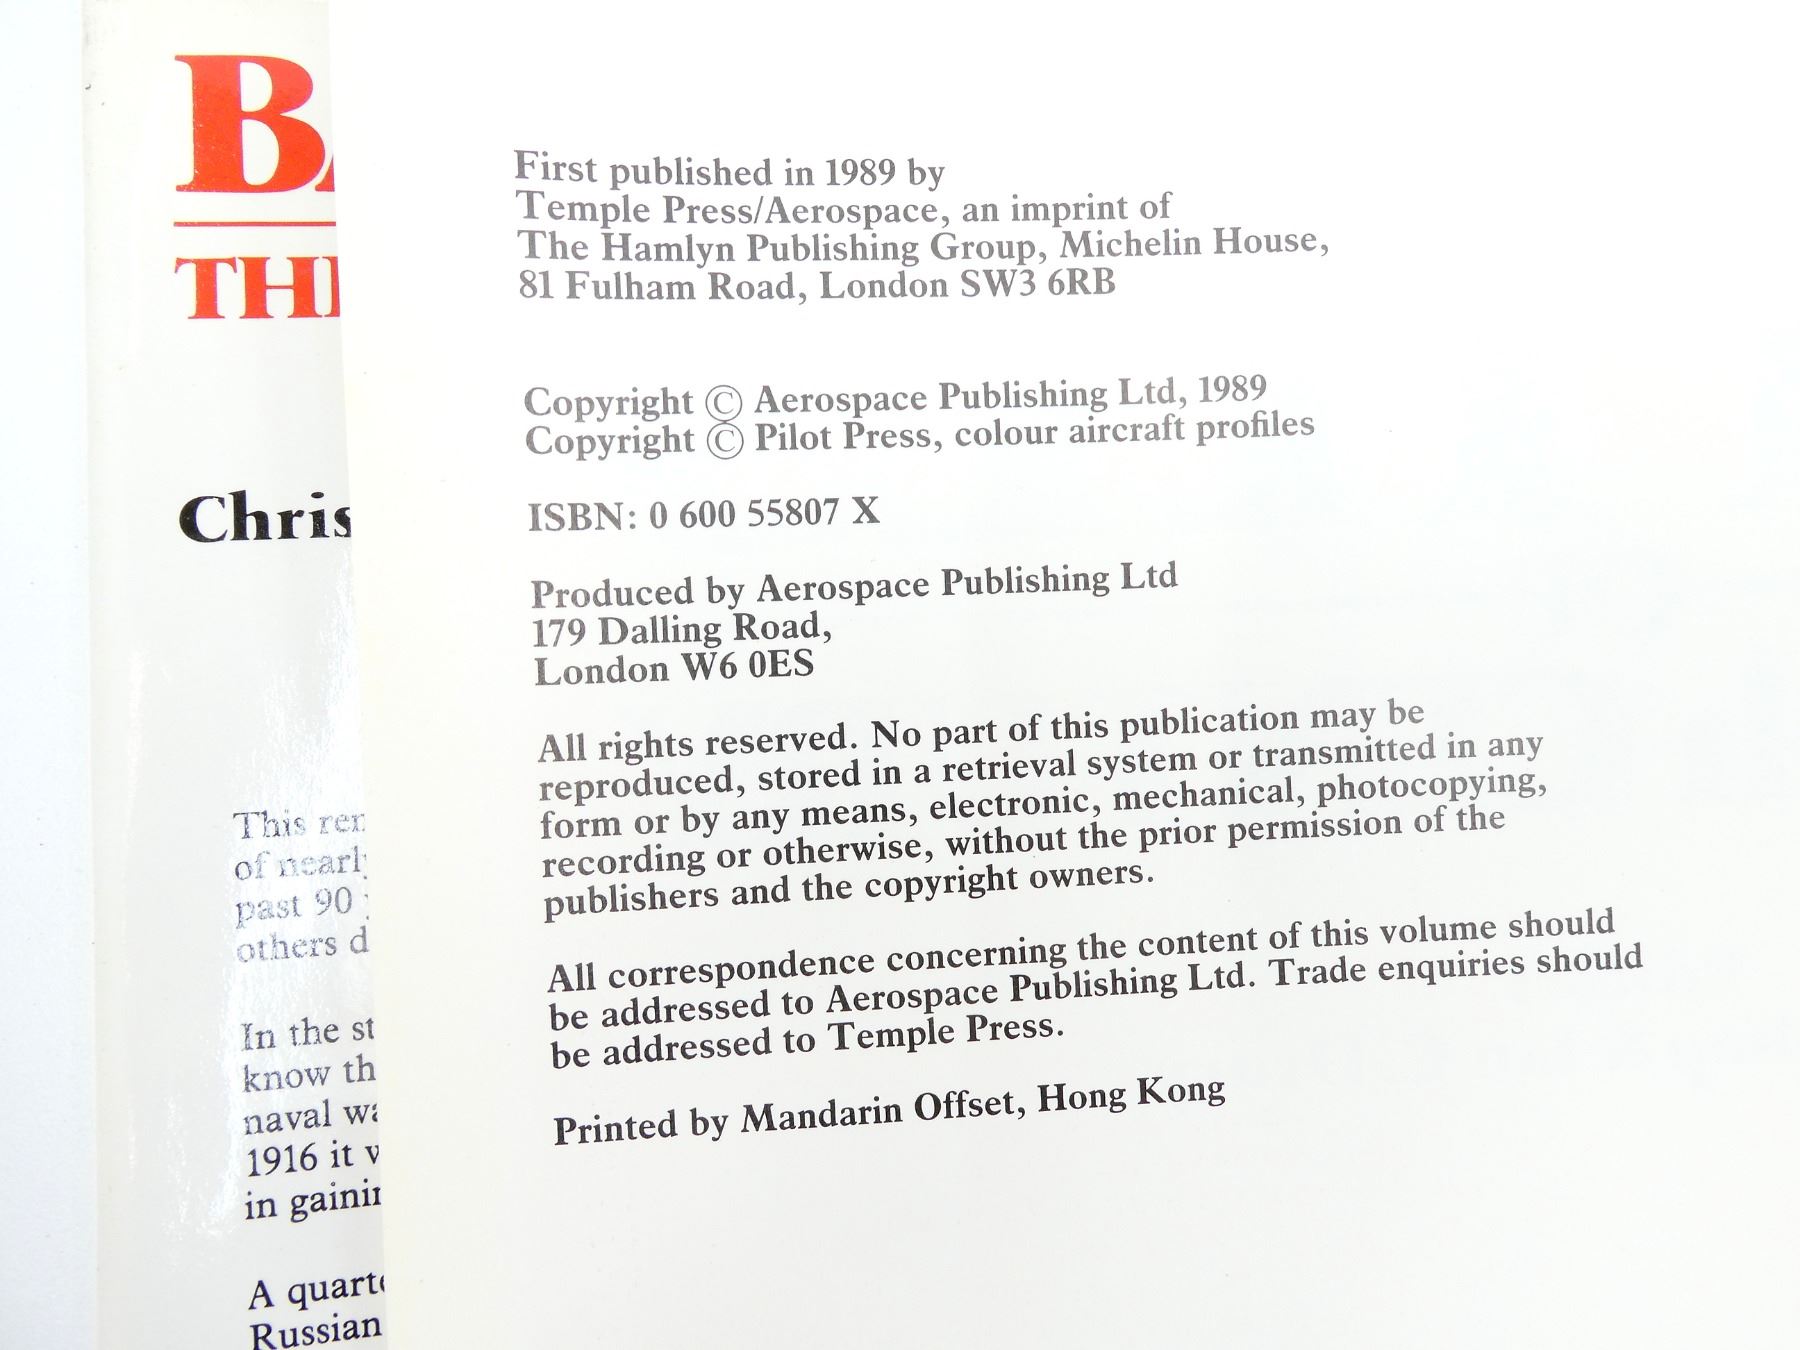 First published in 1989 by
Temple Press/Aerospace, an imprint of
The Hamlyn Publishing Group, Michelin House,
81 Fulham Road, London SW3 6RB
Copyright © Aerospace Publishing Ltd, 1989
Copyright © Pilot Press, colour aircraft profiles
ISBN: 0 600 55807 X
Produced by Aerospace Publishing Ltd
179 Dalling Road,
London W6 0ES
All rights reserved. No part of this publication may be
reproduced, stored in a retrieval system or transmitted in any
form or by any means, electronic, mechanical, photocopying,
recording or otherwise, without the prior permission of the
publishers and the copyright owners.
All correspondence concerning the content of this volume should
be addressed to Aerospace Publishing Ltd. Trade enquiries should
be addressed to Temple Press.
Printed by Mandarin Offset, Hong Kong
Chris
This
of
past 90
others
In the st
know th
naval
1916 it
in
A
Russian